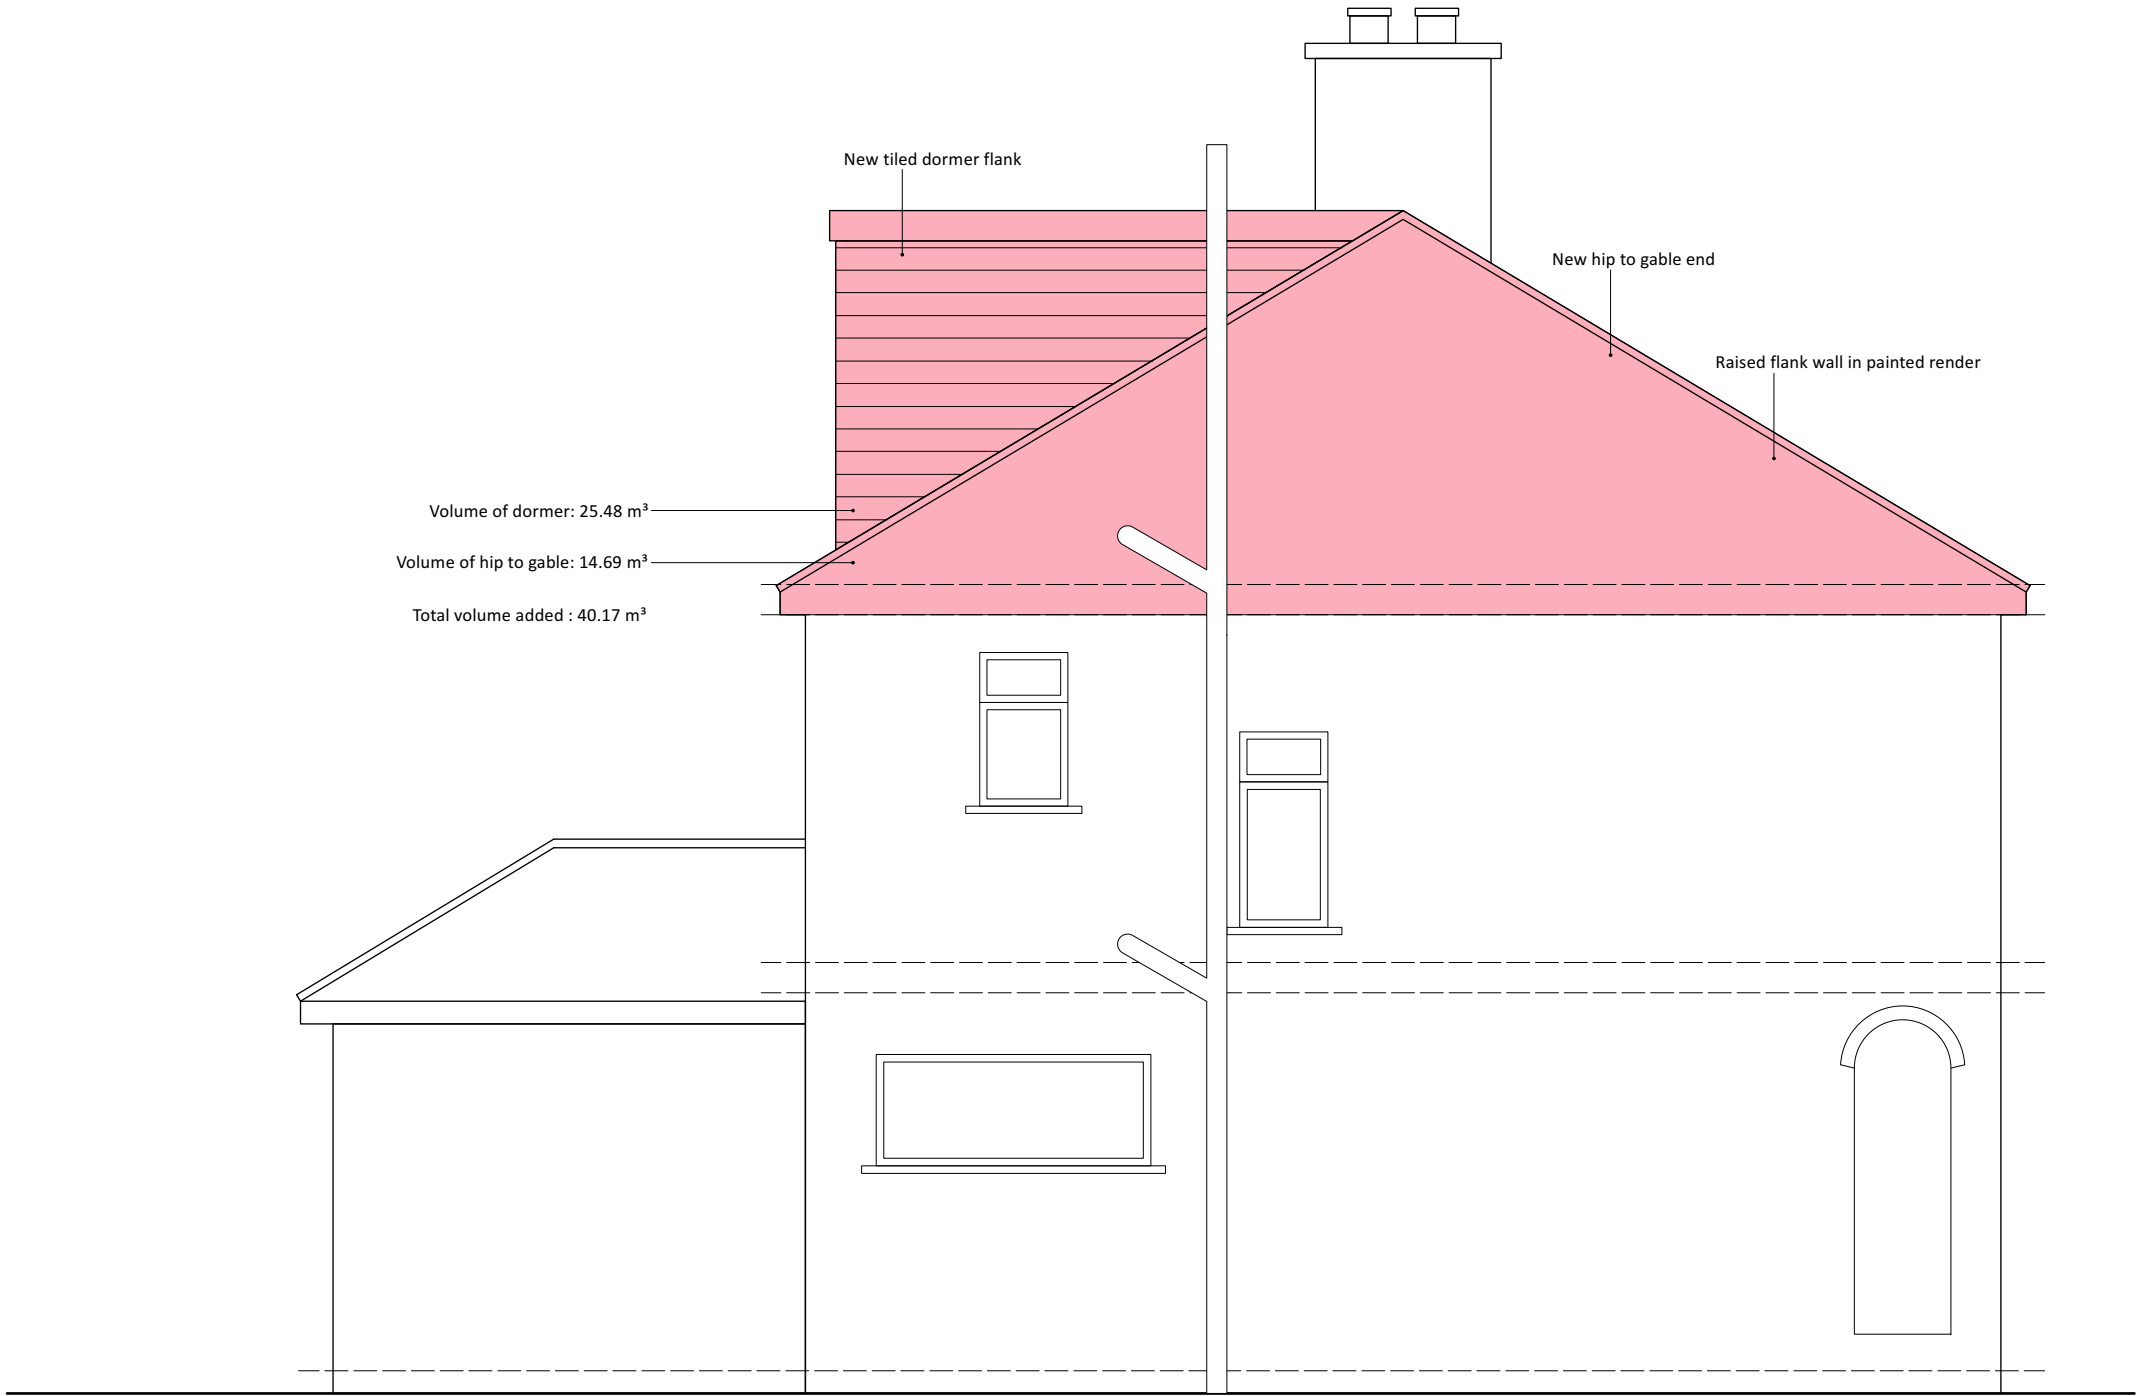 New tiled dormer flank
New hip to gable end
Raised flank wall in painted render
Volume of dormer: 25.48 m³
Volume of hip to gable: 14.69 m³
Total volume added : 40.17 m³